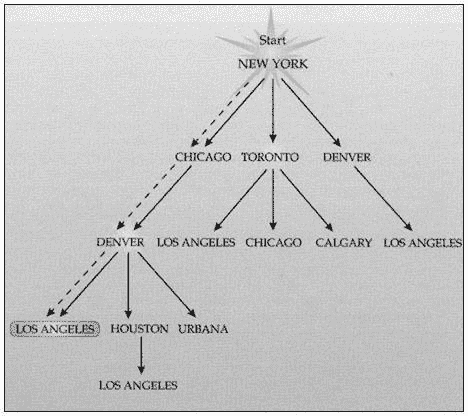 Start
NEW YORK
CHICAGO TORONTO DENVER
DENVER LOS ANGELES CHICAGO CALGARY LOS ANGELES
LOS ANGELES HOUSTON URBANA
LOS ANGELES